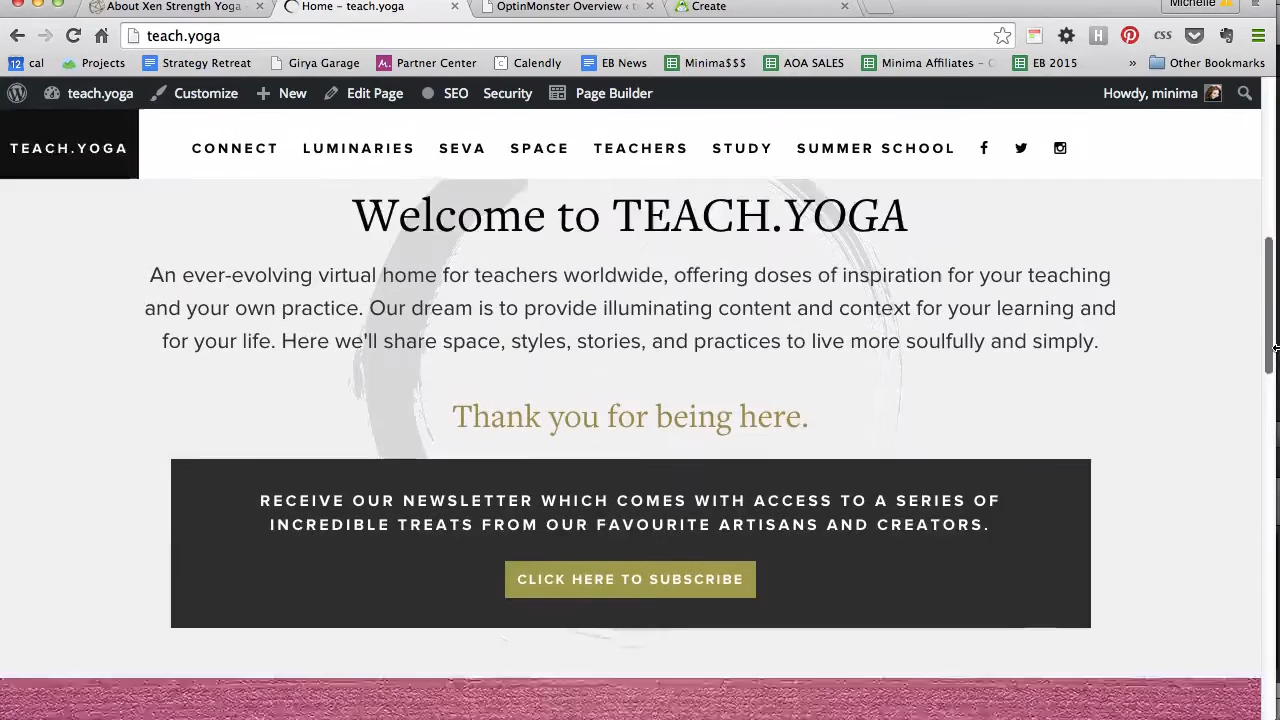 About Xen Strength Yoga
Home – teach.yoga
OptinMonster Overview ‹ t
Create
Michelle
teach.yoga
12 cal
Projects
Strategy Retreat
Girya Garage
Partner Center
Calendly
EB News
Minima$$$
AOA SALES
Minima Affiliates – C
EB 2015
»
Other Bookmarks
teach.yoga
Customize
New
Edit Page
SEO
Security
Page Builder
Howdy, minima
TEACH.YOGA
CONNECT
LUMINARIES
SEVA
SPACE
TEACHERS
STUDY
SUMMER SCHOOL
Welcome to TEACH.YOGA
An ever-evolving virtual home for teachers worldwide, offering doses of inspiration for your teaching
and your own practice. Our dream is to provide illuminating content and context for your learning and
for your life. Here we'll share space, styles, stories, and practices to live more soulfully and simply.
Thank you for being here.
RECEIVE OUR NEWSLETTER WHICH COMES WITH ACCESS TO A SERIES OF
INCREDIBLE TREATS FROM OUR FAVOURITE ARTISANS AND CREATORS.
CLICK HERE TO SUBSCRIBE